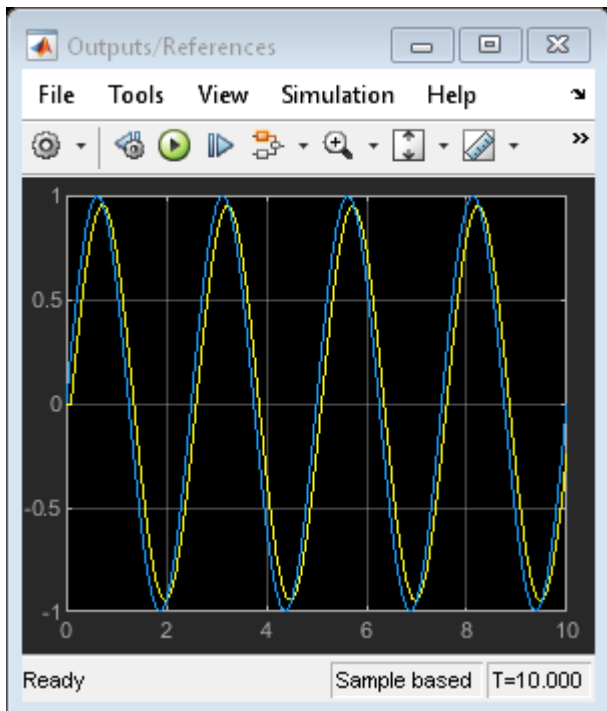 Outputs/References
File Tools View Simulation Help
1
0.5
0
-0.5
-1
0 2 4 6 8 10
Ready Sample based T=10.000